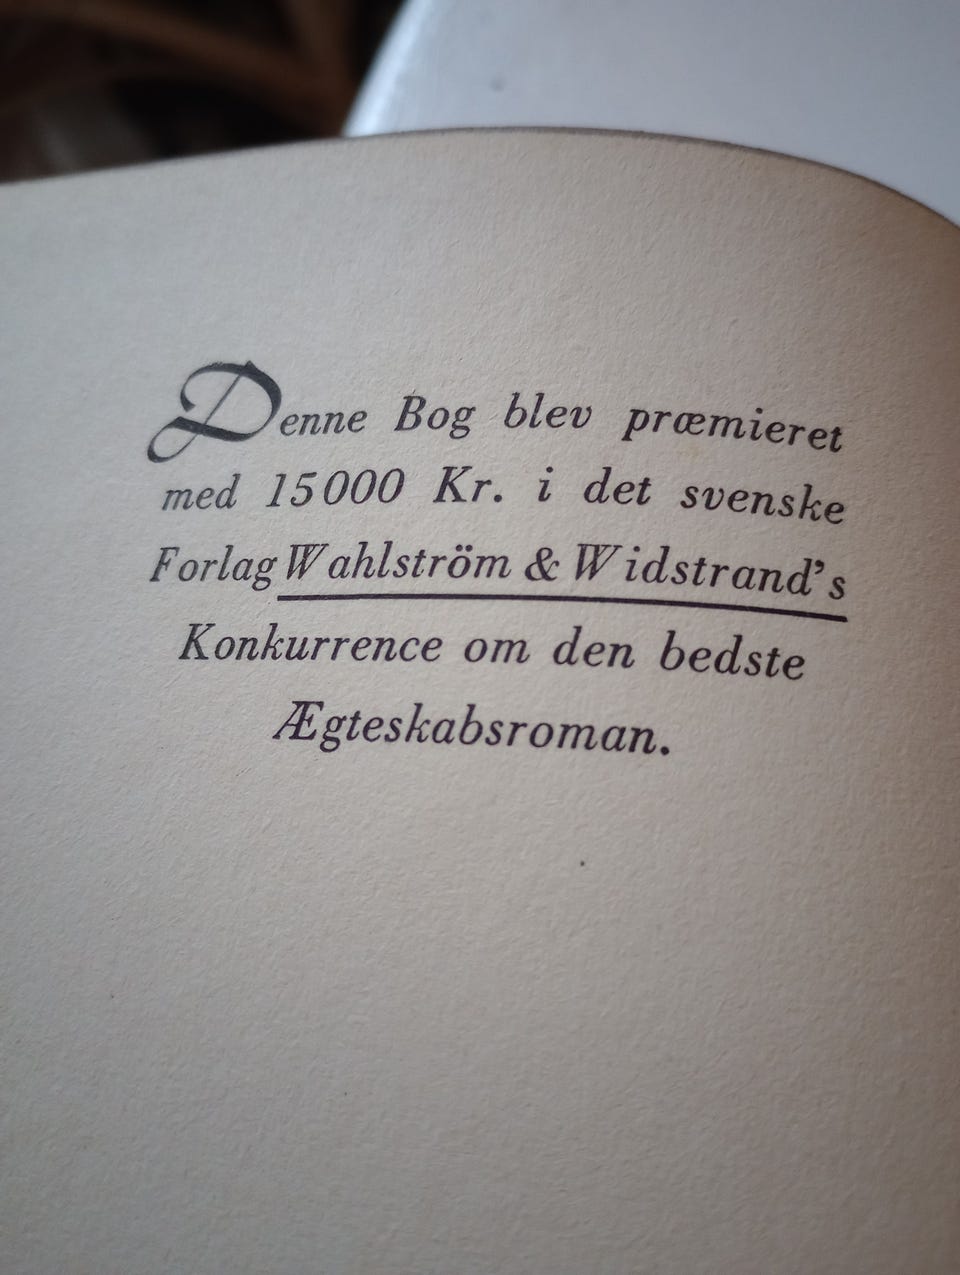 Denne Bog blev præmieret
med 15000 Kr. i det svenske
Forlag Wahlström & Widstrand's
Konkurrence om den bedste
Ægteskabsroman.